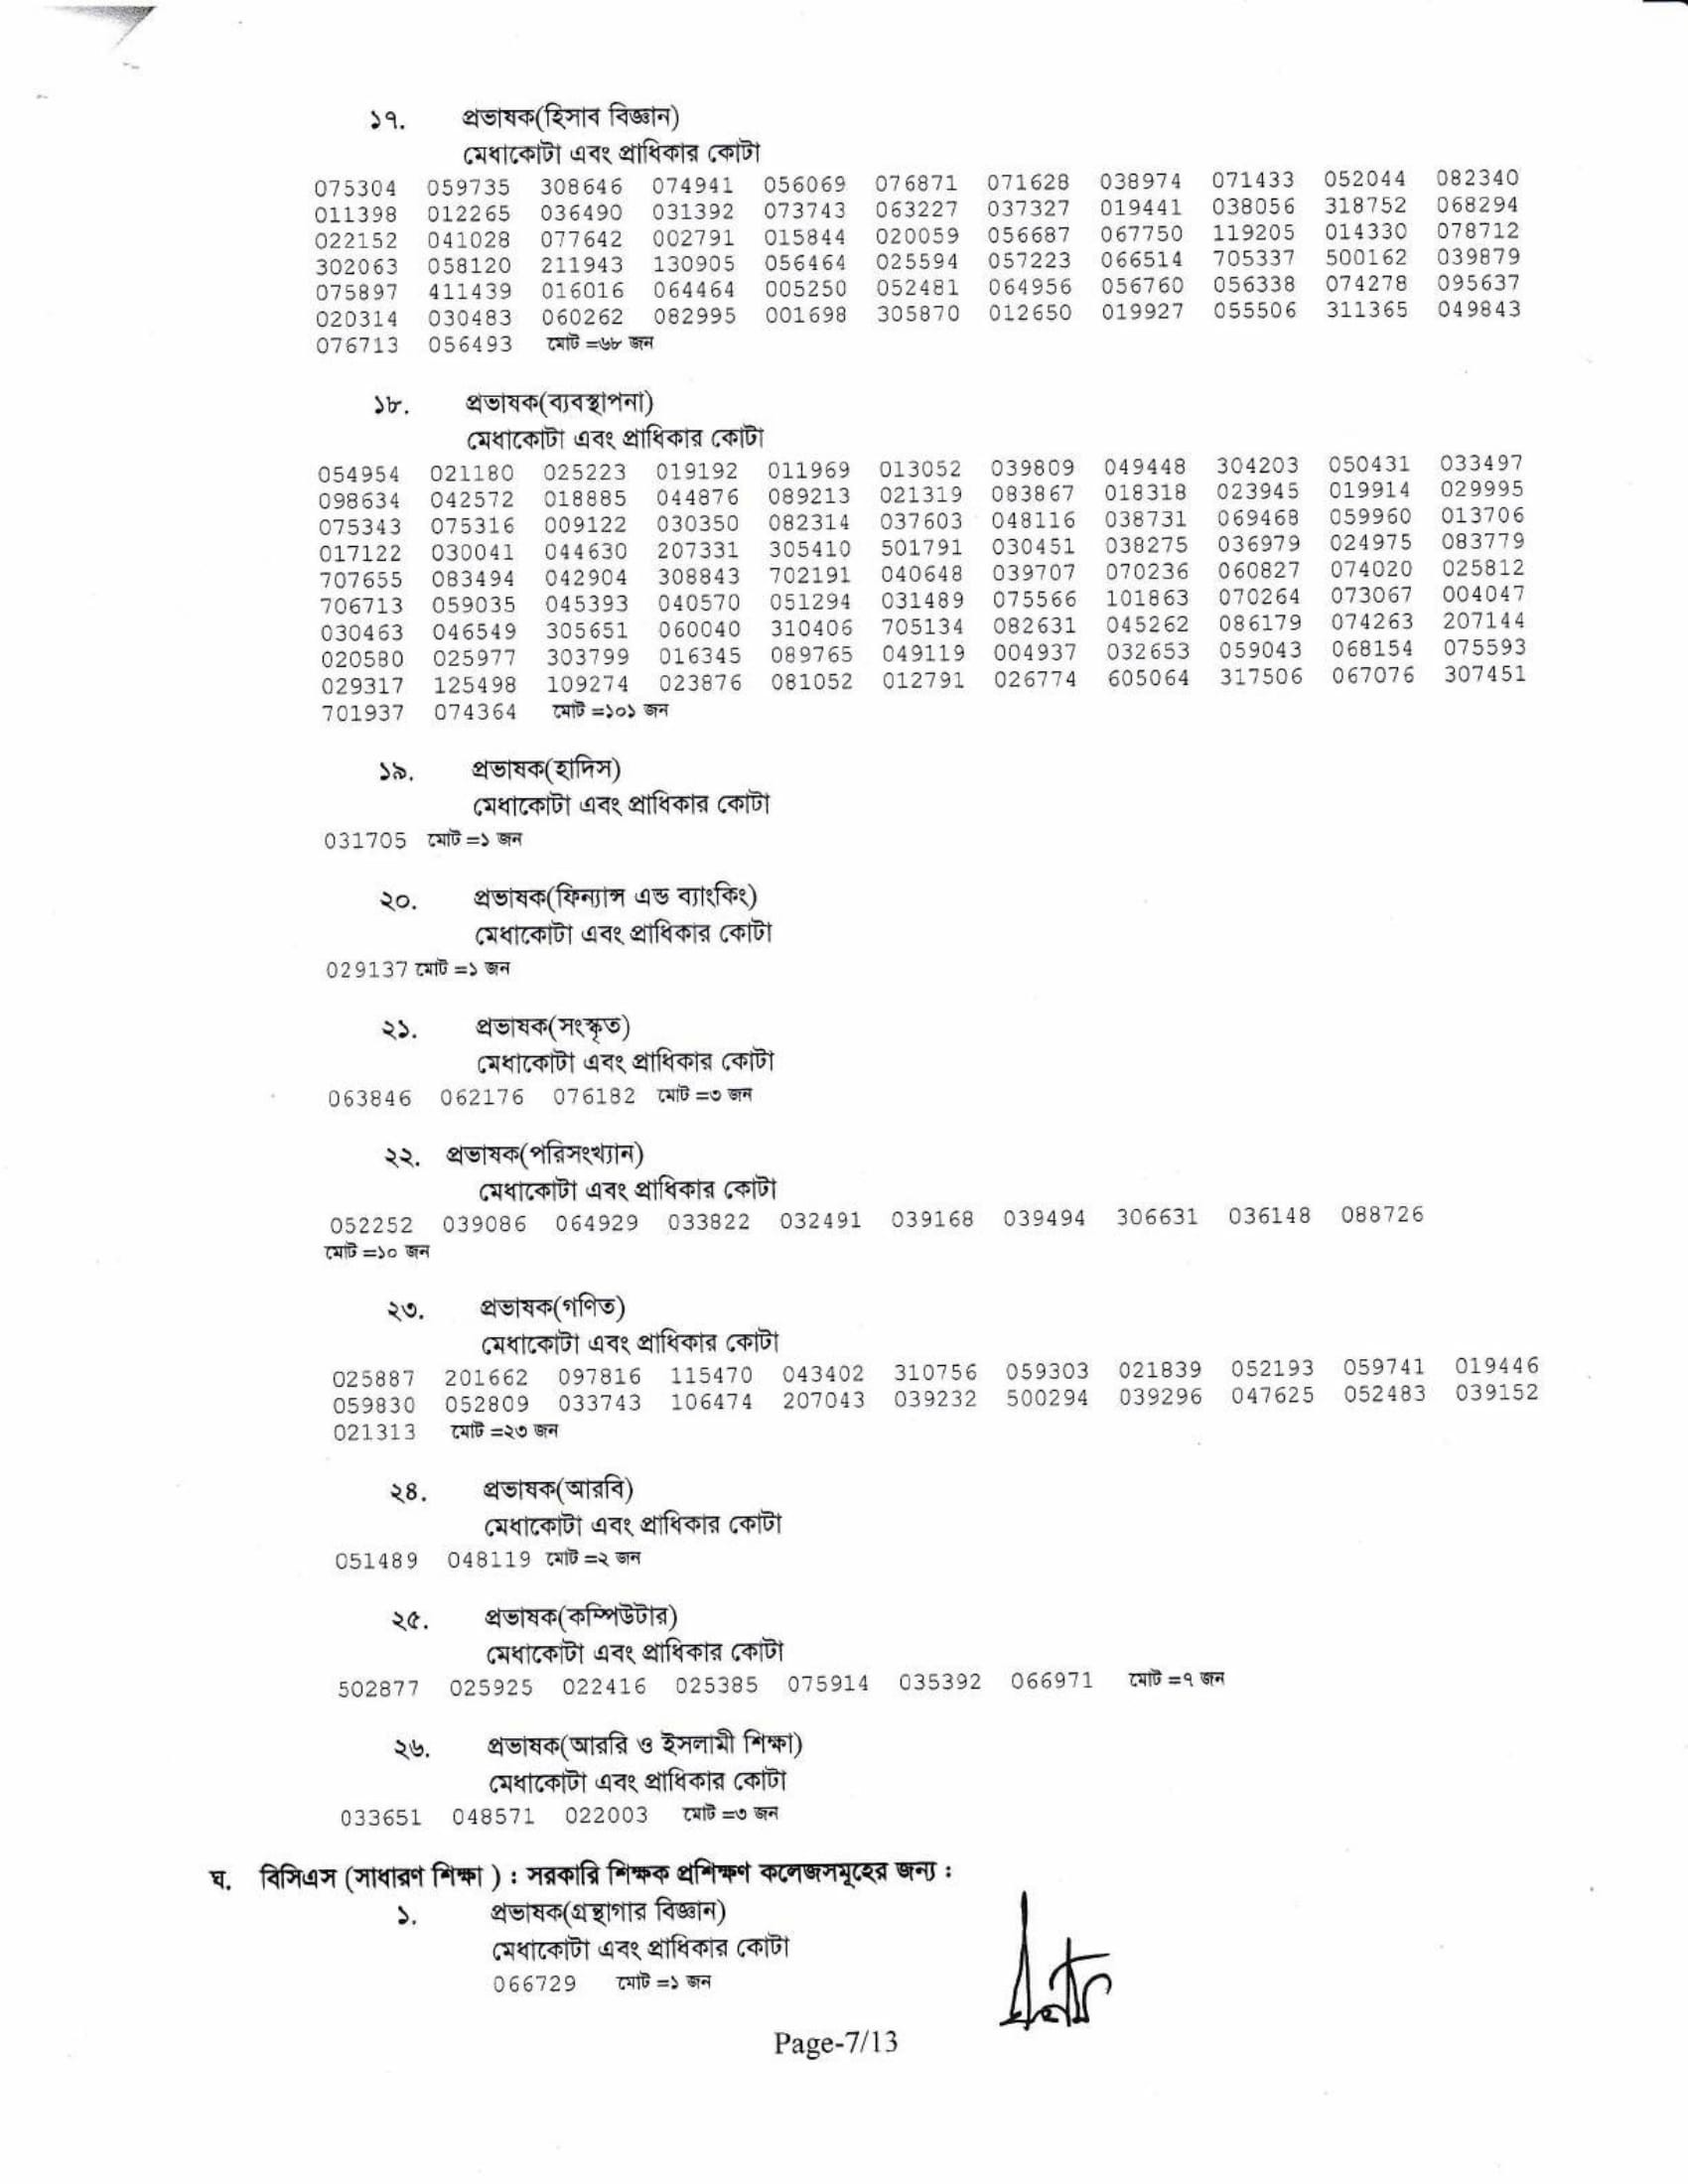 ১৭. প্রভাষক(হিসাব বিজ্ঞান)
মেধাকোটা এবং প্রাধিকার কোটা
075304 059735 308646 074941 056069 076871 071628 038974 071433 052044 082340
011398 012265 036490 031392 073743 063227 037327 019441 038056 318752 068294
022152 041028 077642 002791 015844 020059 056687 067750 119205 014330 078712
302063 058120 211943 130905 056464 025594 057223 066514 705337 500162 039879
075897 411439 016016 064464 005250 052481 064956 056760 056338 074278 095637
020314 030483 060262 082995 001698 305870 012650 019927 055506 311365 049843
076713 056493 মোট =৬৮ জন
১৮. প্রভাষক(ব্যবস্থাপনা)
মেধাকোটা এবং প্রাধিকার কোটা
054954 021180 025223 019192 011969 013052 039809 049448 304203 050431 033497
098634 042572 018885 044876 089213 021319 083867 018318 023945 019914 029995
075343 075316 009122 030350 082314 037603 048116 038731 069468 059960 013706
017122 030041 044630 207331 305410 501791 030451 038275 036979 024975 083779
707655 083494 042904 308843 702191 040648 039707 070236 060827 074020 025812
706713 059035 045393 040570 051294 031489 075566 101863 070264 073067 004047
030463 046549 305651 060040 310406 705134 082631 045262 086179 074263 207144
020580 025977 303799 016345 089765 049119 004937 032653 059043 068154 075593
029317 125498 109274 023876 081052 012791 026774 605064 317506 067076 307451
701937 074364 মোট =১০১ জন
১৯. প্রভাষক(হাদিস)
মেধাকোটা এবং প্রাধিকার কোটা
031705 মোট =১ জন
২০. প্রভাষক(ফিন্যান্স এন্ড ব্যাংকিং)
মেধাকোটা এবং প্রাধিকার কোটা
029137 মোট =১ জন
২১. প্রভাষক(সংস্কৃত)
মেধাকোটা এবং প্রাধিকার কোটা
063846 062176 076182 মোট =৩ জন
২২. প্রভাষক(পরিসংখ্যান)
মেধাকোটা এবং প্রাধিকার কোটা
052252 039086 064929 033822 032491 039168 039494 306631 036148 088726
মোট =১০ জন
২৩. প্রভাষক(গণিত)
মেধাকোটা এবং প্রাধিকার কোটা
025887 201662 097816 115470 043402 310756 059303 021839 052193 059741 019446
059830 052809 033743 106474 207043 039232 500294 039296 047625 052483 039152
021313 মোট =২৩ জন
২৪. প্রভাষক(আরবি)
মেধাকোটা এবং প্রাধিকার কোটা
051489 048119 মোট =২ জন
২৫. প্রভাষক(কম্পিউটার)
মেধাকোটা এবং প্রাধিকার কোটা
502877 025925 022416 025385 075914 035392 066971 মোট =৭ জন
২৬. প্রভাষক(আররি ও ইসলামী শিক্ষা)
মেধাকোটা এবং প্রাধিকার কোটা
033651 048571 022003 মোট =৩ জন
ঘ. বিসিএস (সাধারণ শিক্ষা ) : সরকারি শিক্ষক প্রশিক্ষণ কলেজসমূহের জন্য :
১. প্রভাষক(গ্রন্থাগার বিজ্ঞান)
মেধাকোটা এবং প্রাধিকার কোটা
066729 মোট =১ জন
Page-7/13